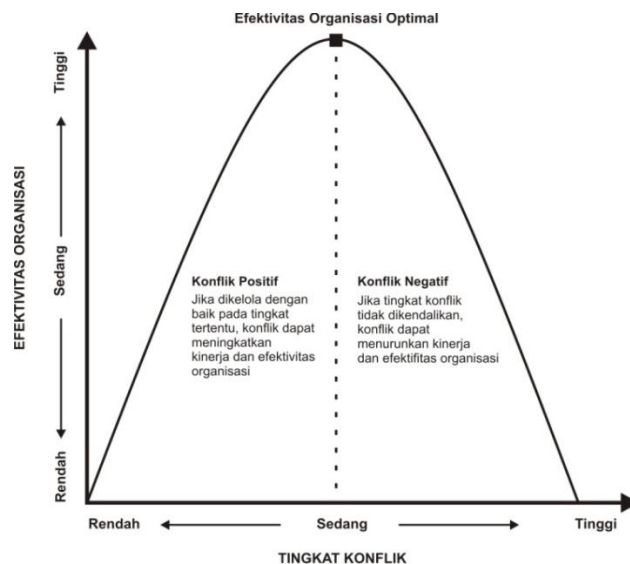 Efektivitas Organisasi Optimal
Tinggi
Sedang
Rendah
EFEKTIVITAS ORGANISASI
Konflik Positif
Jika dikelola dengan
baik pada tingkat
tertentu, konflik dapat
meningkatkan
kinerja dan efektivitas
organisasi
Konflik Negatif
Jika tingkat konflik
tidak dikendalikan,
konflik dapat
menurunkan kinerja
dan efektifitas organisasi
Rendah
Sedang
Tinggi
TINGKAT KONFLIK